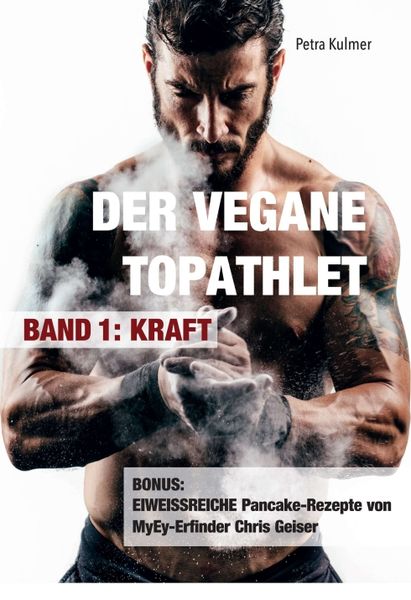 Petra Kulmer
DER VEGANE
TOPATHLET
BAND 1: KRAFT
BONUS:
EIWEISSREICHE Pancake-Rezepte von
MyEy-Erfinder Chris Geiser